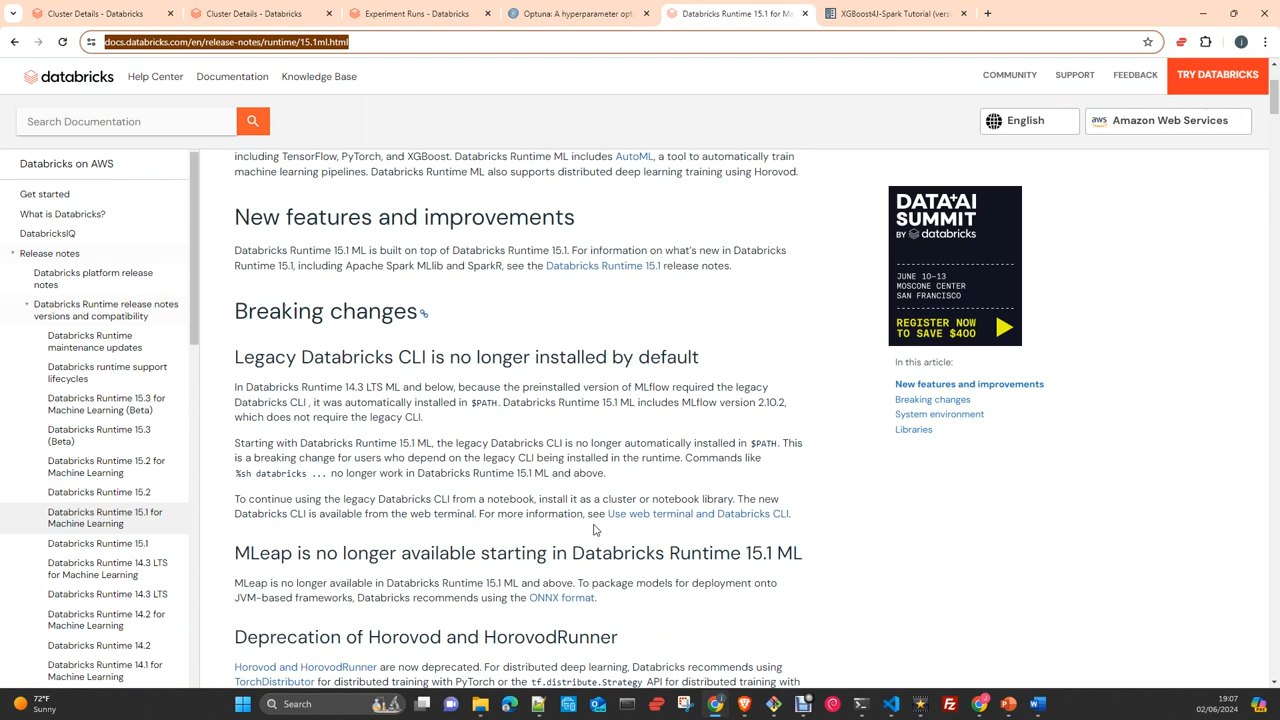 Cluster Details - Databricks
Cluster Details - Databricks
Experiment Runs - Databricks
Optuna: A hyperparameter opti
Databricks Runtime 15.1 for Ma
XGBoost4J-Spark Tutorial (versi
docs.databricks.com/en/release-notes/runtime/15.1ml.html
databricks
Help Center
Documentation
Knowledge Base
COMMUNITY
SUPPORT
FEEDBACK
TRY DATABRICKS
Search Documentation
English
aws
Amazon Web Services
Databricks on AWS
Get started
What is Databricks?
DatabricksIQ
Release notes
Databricks platform release
notes
Databricks Runtime release notes
versions and compatibility
Databricks Runtime
maintenance updates
Databricks runtime support
lifecycles
Databricks Runtime 15.3 for
Machine Learning (Beta)
Databricks Runtime 15.3
(Beta)
Databricks Runtime 15.2 for
Machine Learning
Databricks Runtime 15.2
Databricks Runtime 15.1 for
Machine Learning
Databricks Runtime 15.1
Databricks Runtime 14.3 LTS
for Machine Learning
Databricks Runtime 14.3 LTS
Databricks Runtime 14.2 for
Machine Learning
Databricks Runtime 14.2
Databricks Runtime 14.1 for
Machine Learning
including TensorFlow, PyTorch, and XGBoost. Databricks Runtime ML includes AutoML, a tool to automatically train
machine learning pipelines. Databricks Runtime ML also supports distributed deep learning training using Horovod.
New features and improvements
Databricks Runtime 15.1 ML is built on top of Databricks Runtime 15.1. For information on what's new in Databricks
Runtime 15.1, including Apache Spark MLlib and SparkR, see the Databricks Runtime 15.1 release notes.
Breaking changes
Legacy Databricks CLI is no longer installed by default
In Databricks Runtime 14.3 LTS ML and below, because the preinstalled version of MLflow required the legacy
Databricks CLI , it was automatically installed in $PATH. Databricks Runtime 15.1 ML includes MLflow version 2.10.2,
which does not require the legacy CLI.
Starting with Databricks Runtime 15.1 ML, the legacy Databricks CLI is no longer automatically installed in $PATH. This
is a breaking change for users who depend on the legacy CLI being installed in the runtime. Commands like
%sh databricks ... no longer work in Databricks Runtime 15.1 ML and above.
To continue using the legacy Databricks CLI from a notebook, install it as a cluster or notebook library. The new
Databricks CLI is available from the web terminal. For more information, see Use web terminal and Databricks CLI.
MLeap is no longer available starting in Databricks Runtime 15.1 ML
MLeap is no longer available in Databricks Runtime 15.1 ML and above. To package models for deployment onto
JVM-based frameworks, Databricks recommends using the ONNX format.
Deprecation of Horovod and HorovodRunner
Horovod and HorovodRunner are now deprecated. For distributed deep learning, Databricks recommends using
TorchDistributor for distributed training with PyTorch or the tf.distribute.Strategy API for distributed training with
DATA+AI
SUMMIT
BY databricks
JUNE 10–13
MOSCONE CENTER
SAN FRANCISCO
REGISTER NOW
TO SAVE $400
In this article:
New features and improvements
Breaking changes
System environment
Libraries
72°F
Sunny
Search
19:07
02/06/2024